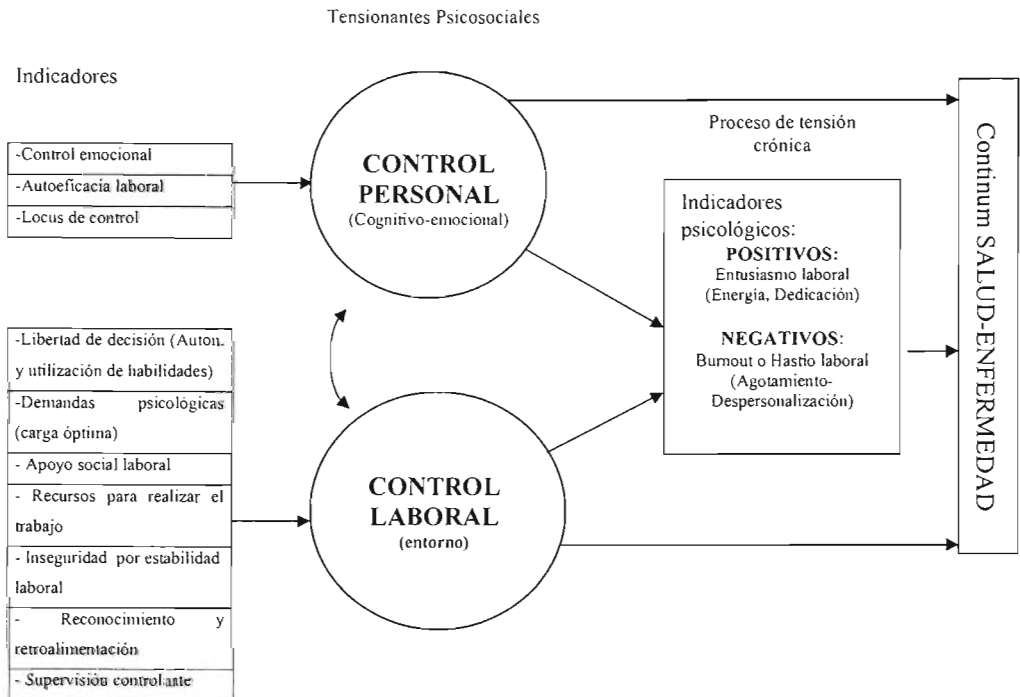 Tensionantes Psicosociales
Indicadores
-Control emocional
-Autoeficacia laboral
-Locus de control
-Libertad de decisión (Auton.
y utilización de habilidades)
-Demandas psicológicas
(carga óptima)
- Apoyo social laboral
- Recursos para realizar el
trabajo
- Inseguridad por estabilidad
laboral
- Reconocimiento y
retroalimentación
- Supervisión controlante
CONTROL
PERSONAL
(Cognitivo-emocional)
CONTROL
LABORAL
(entorno)
Proceso de tensión
crónica
Indicadores
psicológicos:
POSITIVOS:
Entusiasmo laboral
(Energía, Dedicación)
NEGATIVOS:
Burnout o Hastio laboral
(Agotamiento-
Despersonalización)
Continum SALUD-ENFERMEDAD